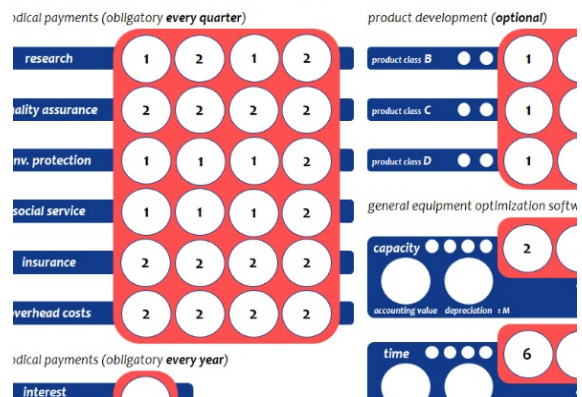 odical payments (obligatory every quarter)
research 1 2 1 2
ality assurance 2 2 2 2
nv. protection 1 1 1 2
social service 1 1 1 2
insurance 2 2 2 2
verhead costs 2 2 2 2
odical payments (obligatory every year)
interest
product development (optional)
product class B 1
product class C 1
product class D 1
general equipment optimization softw
capacity 2
accounting value depreciation 1 M
time 6